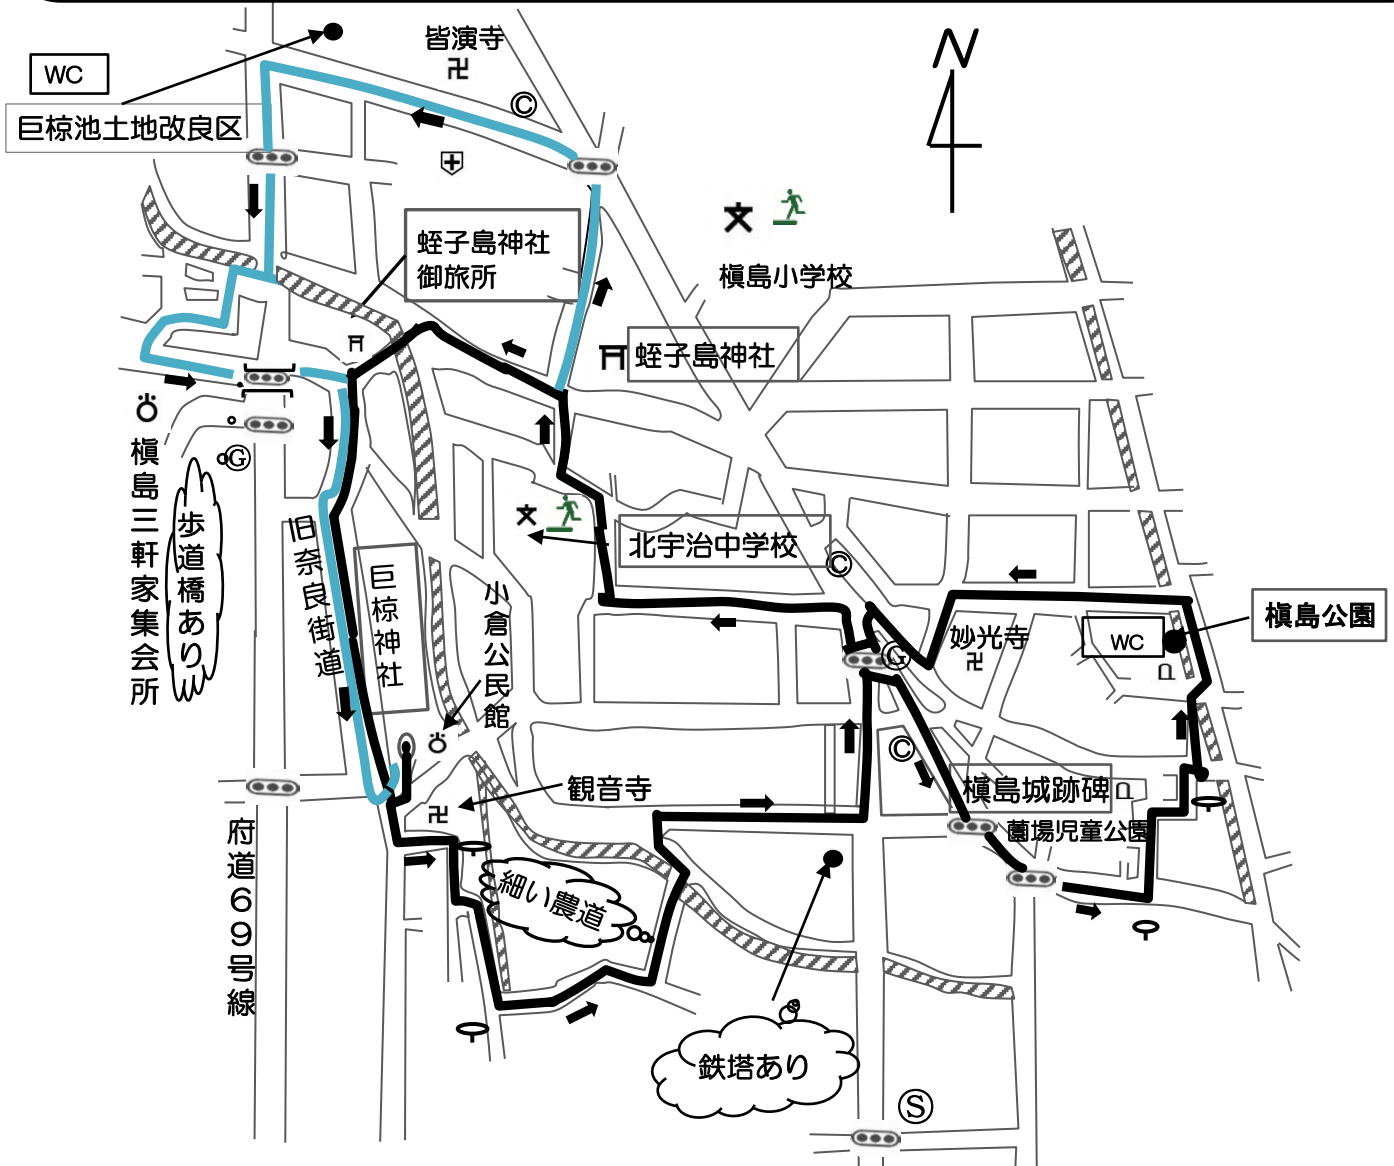 皆演寺
卍
N
WC
巨椋池土地改良区
Ⓒ
蛭子島神社
御旅所
文
槇島小学校
蛭子島神社
槇島三軒家集会所
Ⓖ
歩道橋あり
旧奈良街道
巨椋神社
文
北宇治中学校
Ⓒ
小倉公民館
妙光寺
卍
WC
槇島公園
Ⓖ
Ⓒ
観音寺
卍
槇島城跡碑
薗場児童公園
府道69号線
細い農道
鉄塔あり
Ⓢ